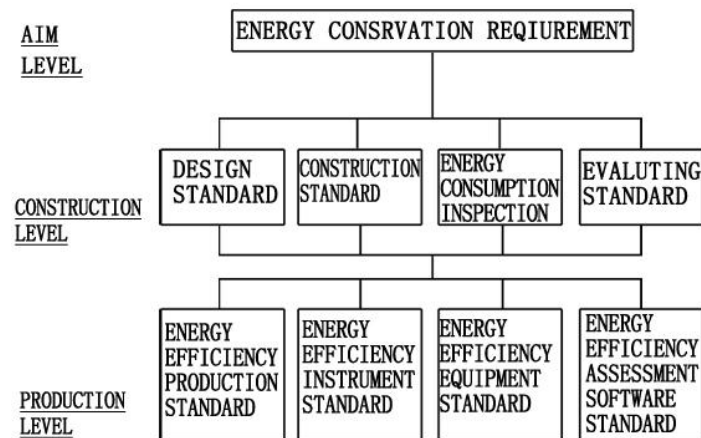 AIM
LEVEL
ENERGY CONSRVATION REQIUREMENT
CONSTRUCTION
LEVEL
DESIGN
STANDARD
CONSTRUCTION
STANDARD
ENERGY
CONSUMPTION
INSPECTION
EVALUTING
STANDARD
PRODUCTION
LEVEL
ENERGY
EFFICIENCY
PRODUCTION
STANDARD
ENERGY
EFFICIENCY
INSTRUMENT
STANDARD
ENERGY
EFFICIENCY
EQUIPMENT
STANDARD
ENERGY
EFFICIENCY
ASSESSMENT
SOFTWARE
STANDARD